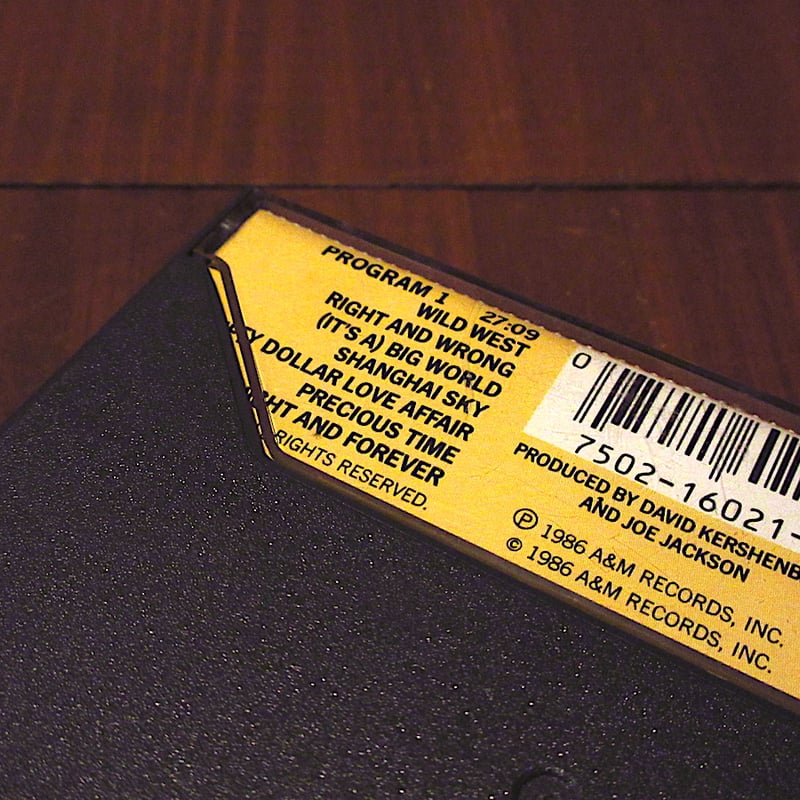 PROGRAM 1 27:09
WILD WEST
RIGHT AND WRONG
(IT'S A) BIG WORLD
SHANGHAI SKY
DOLLAR LOVE AFFAIR
PRECIOUS TIME
AND FOREVER
RIGHTS RESERVED.
0
7502-16021-
PRODUCED BY DAVID
AND JOE JACKSON
℗ 1986 A&M RECORDS, INC.
© 1986 A&M RECORDS, INC.